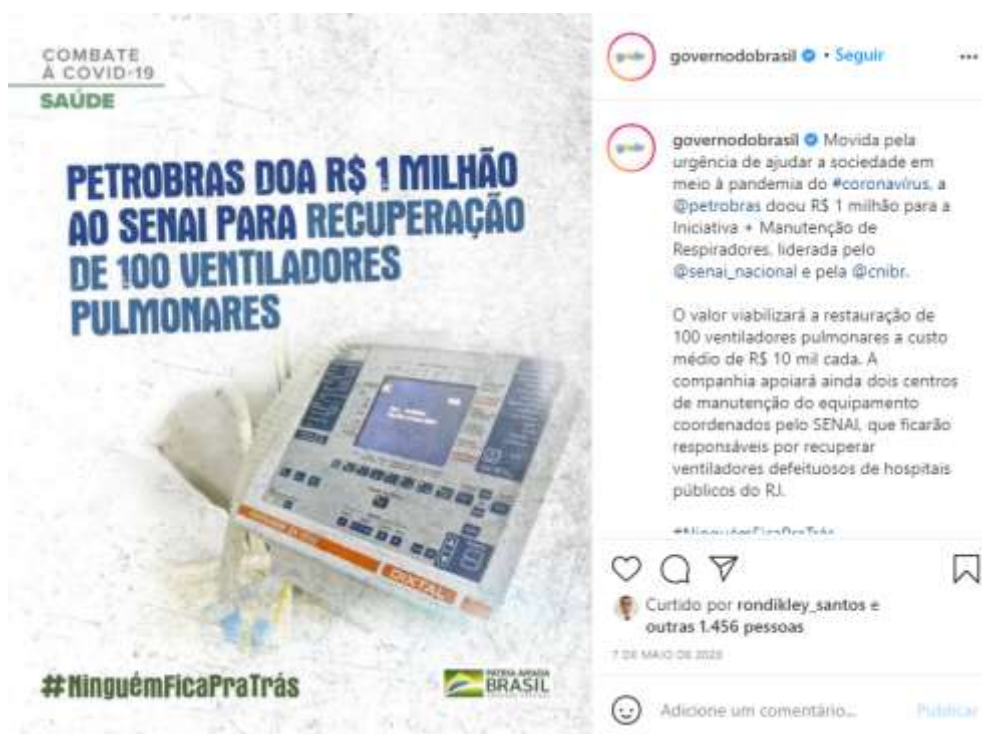 COMBATE
À COVID-19
SAÚDE
PETROBRAS DOA R$ 1 MILHÃO
AO SENAI PARA RECUPERAÇÃO
DE 100 VENTILADORES
PULMONARES
DIXTAL
#NinguémFicaPraTrás
PÁTRIA AMADA
BRASIL
governodobrasil • Seguir
governodobrasil Movida pela
urgência de ajudar a sociedade em
meio à pandemia do #coronavírus, a
@petrobras doou R$ 1 milhão para a
Iniciativa + Manutenção de
Respiradores, liderada pelo
@senai_nacional e pela @cnibr.
O valor viabilizará a restauração de
100 ventiladores pulmonares a custo
médio de R$ 10 mil cada. A
companhia apoiará ainda dois centros
de manutenção do equipamento
coordenados pelo SENAI, que ficarão
responsáveis por recuperar
ventiladores defeituosos de hospitais
públicos do RJ.
#NinguémFicaPraTrás
Curtido por rondikley_santos e
outras 1.456 pessoas
7 DE MAIO DE 2020
Adicione um comentário... Publicar